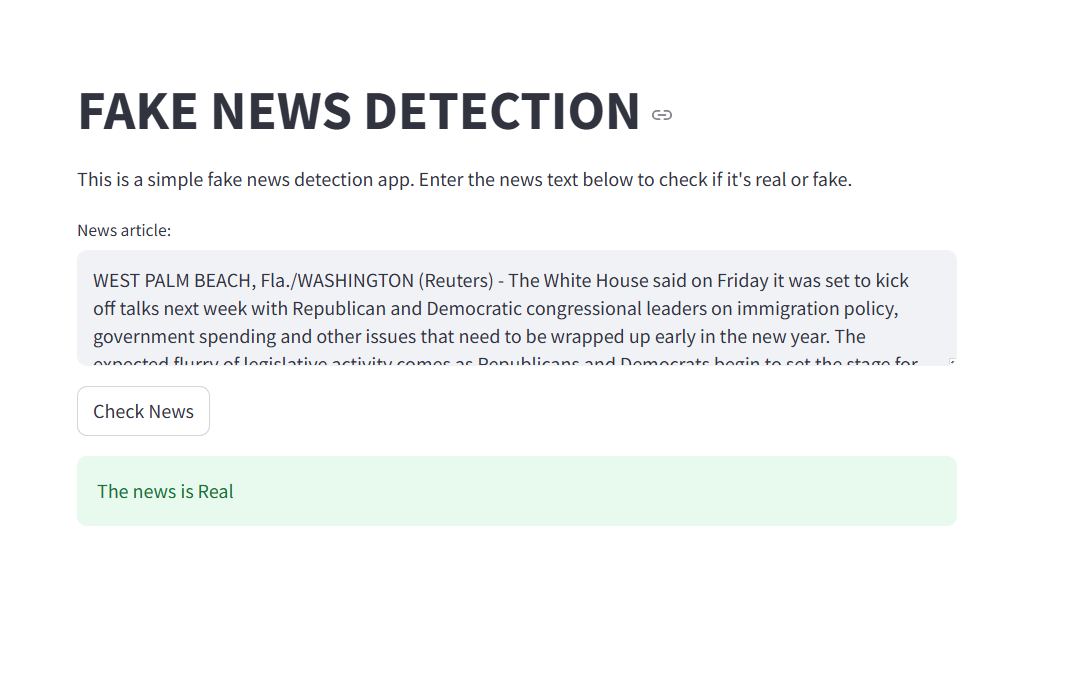 FAKE NEWS DETECTION
This is a simple fake news detection app. Enter the news text below to check if it's real or fake.
News article:
WEST PALM BEACH, Fla./WASHINGTON (Reuters) - The White House said on Friday it was set to kick
off talks next week with Republican and Democratic congressional leaders on immigration policy,
government spending and other issues that need to be wrapped up early in the new year. The
expected flurry of legislative activity comes as Republicans and Democrats begin to set the stage for
Check News
The news is Real